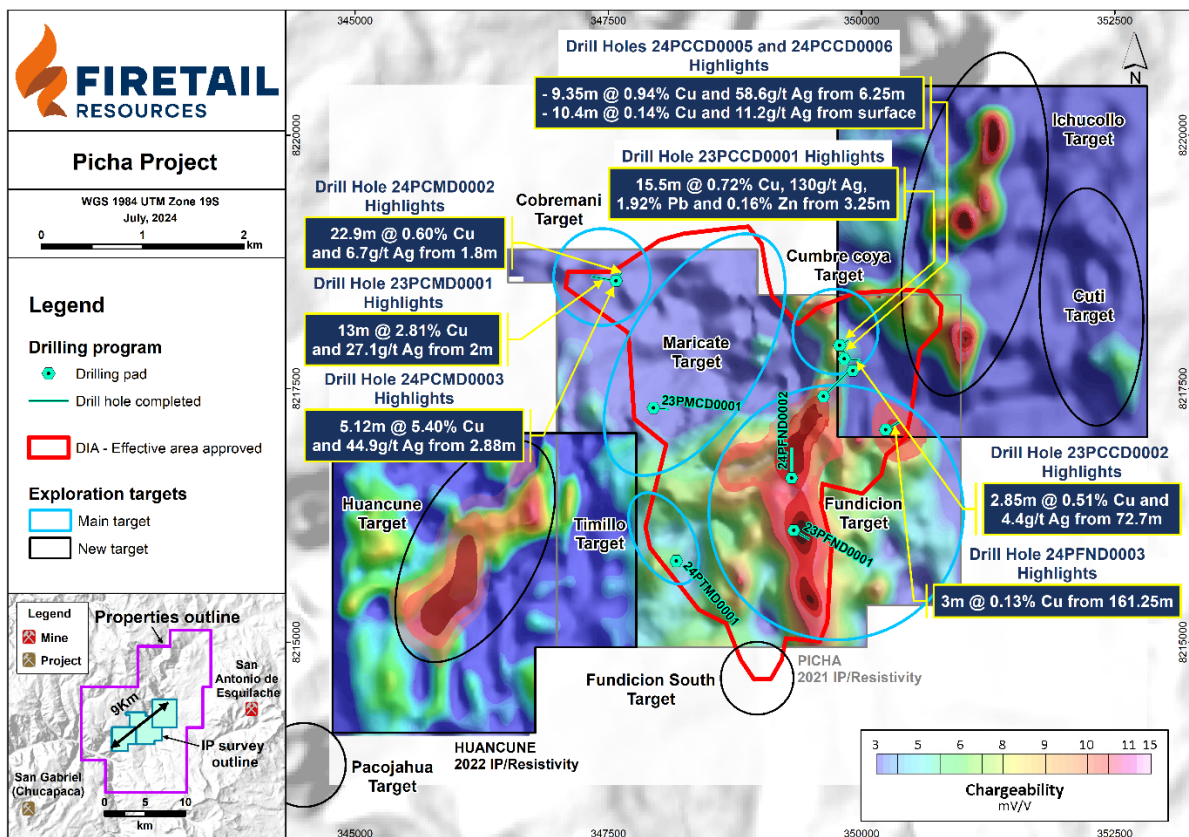 FIRETAIL
RESOURCES
Picha Project
WGS 1984 UTM Zone 19S
July, 2024
0 1 2
km
Legend
Drilling program
Drilling pad
Drill hole completed
DIA - Effective area approved
Exploration targets
Main target
New target
Legend
Mine
Project
Properties outline
San
Antonio de
Esquilache
9Km
IP survey
outline
San Gabriel
(Chucapaca)
0 5 10
km
345000 347500 350000 352500
8220000
8217500
8215000
8220000
8217500
8215000
345000 347500 350000 352500
N
Drill Holes 24PCCD0005 and 24PCCD0006
Highlights
- 9.35m @ 0.94% Cu and 58.6g/t Ag from 6.25m
- 10.4m @ 0.14% Cu and 11.2g/t Ag from surface
Drill Hole 23PCCD0001 Highlights
15.5m @ 0.72% Cu, 130g/t Ag,
1.92% Pb and 0.16% Zn from 3.25m
Drill Hole 24PCMD0002
Highlights
22.9m @ 0.60% Cu
and 6.7g/t Ag from 1.8m
Drill Hole 23PCMD0001
Highlights
13m @ 2.81% Cu
and 27.1g/t Ag from 2m
Drill Hole 24PCMD0003
Highlights
5.12m @ 5.40% Cu
and 44.9g/t Ag from 2.88m
Cobremani
Target
Ichucollo
Target
Cumbre coya
Target
Cuti
Target
Maricate
Target
23PMCD0001
24PFND0002
Drill Hole 23PCCD0002
Highlights
2.85m @ 0.51% Cu and
4.4g/t Ag from 72.7m
Drill Hole 24PFND0003
Highlights
3m @ 0.13% Cu from 161.25m
Huancune
Target
Timillo
Target
Fundicion
Target
23PFND0001
24PTMD0001
PICHA
2021 IP/Resistivity
Fundicion South
Target
HUANCUNE
2022 IP/Resistivity
Pacojahua
Target
3 5 6 8 9 10 11 15
Chargeability
mV/V